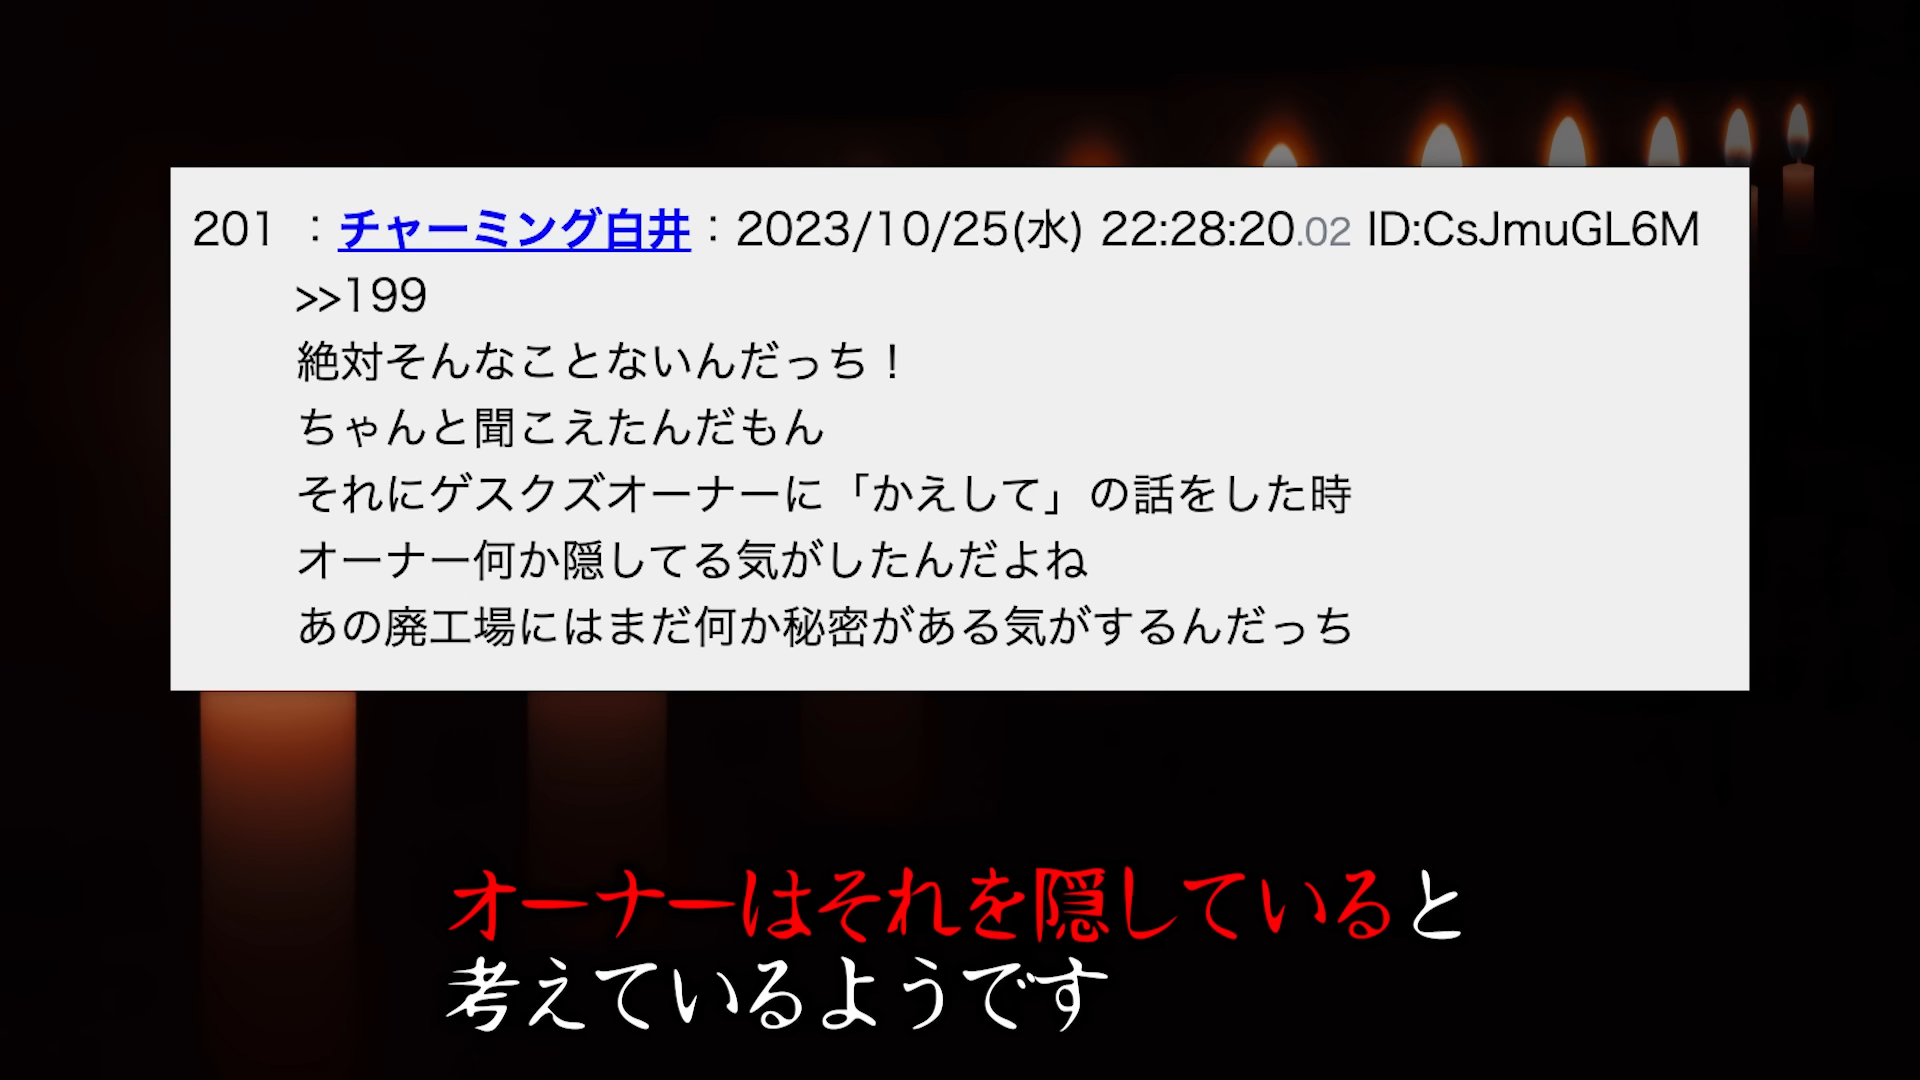 201 ：チャーミング白井：2023/10/25(水) 22:28:20.02 ID:CsJmuGL6M
>>199
絶対そんなことないんだっち！
ちゃんと聞こえたんだもん
それにゲスクズオーナーに「かえして」の話をした時
オーナー何か隠してる気がしたんだよね
あの廃工場にはまだ何か秘密がある気がするんだっち
オーナーはそれを隠していると
考えているようです